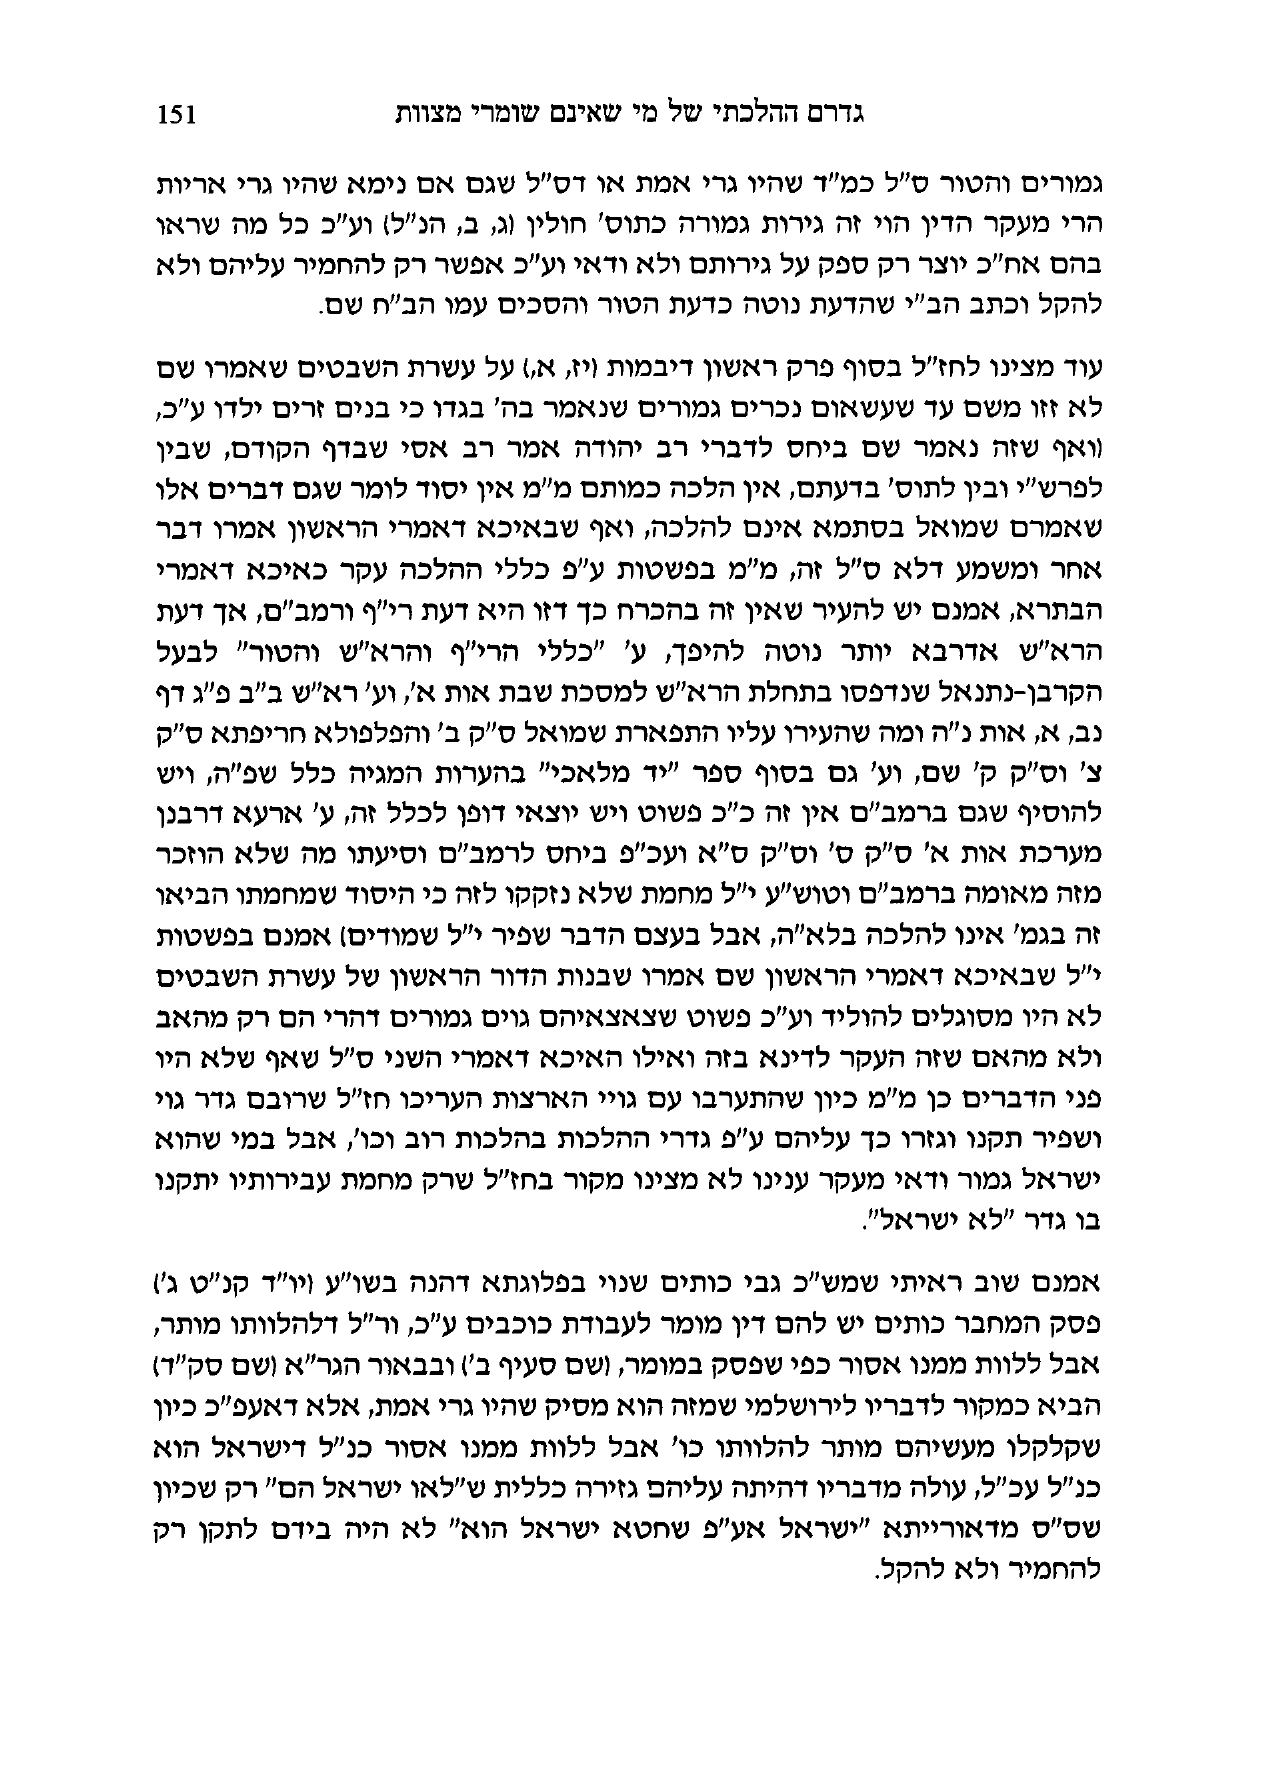 גדרם ההלכתי של מי שאינם שומרי מצוות 151
גמורים והטור ס"ל כמ"ד שהיו גרי אמת או דס"ל שגם אם נימא שהיו גרי אריות
הרי מעקר הדין הוי זה גירות גמורה כתוס' חולין (ג, ב, הנ"ל) וע"כ כל מה שראו
בהם אח"כ יוצר רק ספק על גירותם ולא ודאי וע"כ אפשר רק להחמיר עליהם ולא
להקל וכתב הב"י שהדעת נוטה כדעת הטור והסכים עמו הב"ח שם.
עוד מצינו לחז"ל בסוף פרק ראשון דיבמות (יז, א,) על עשרת השבטים שאמרו שם
לא זזו משם עד שעשאום נכרים גמורים שנאמר בה' בגדו כי בנים זרים ילדו ע"כ,
(ואף שזה נאמר שם ביחס לדברי רב יהודה אמר רב אסי שבדף הקודם, שבין
לפרש"י ובין לתוס' בדעתם, אין הלכה כמותם מ"מ אין יסוד לומר שגם דברים אלו
שאמרם שמואל בסתמא אינם להלכה, ואף שבאיכא דאמרי הראשון אמרו דבר
אחר ומשמע דלא ס"ל זה, מ"מ בפשטות ע"פ כללי ההלכה עקר כאיכא דאמרי
הבתרא, אמנם יש להעיר שאין זה בהכרח כך דזו היא דעת רי"ף ורמב"ם, אך דעת
הרא"ש אדרבא יותר נוטה להיפך, ע' "כללי הרי"ף והרא"ש והטור" לבעל
הקרבן-נתנאל שנדפסו בתחלת הרא"ש למסכת שבת אות א', וע' רא"ש ב"ב פ"ג דף
נב, א, אות נ"ה ומה שהעירו עליו התפארת שמואל ס"ק ב' והפלפולא חריפתא ס"ק
צ' וס"ק ק' שם, וע' גם בסוף ספר "יד מלאכי" בהערות המגיה כלל שפ"ה, ויש
להוסיף שגם ברמב"ם אין זה כ"כ פשוט ויש יוצאי דופן לכלל זה, ע' ארעא דרבנן
מערכת אות א' ס"ק ס' וס"ק ס"א ועכ"פ ביחס לרמב"ם וסיעתו מה שלא הוזכר
מזה מאומה ברמב"ם וטוש"ע י"ל מחמת שלא נזקקו לזה כי היסוד שמחמתו הביאו
זה בגמ' אינו להלכה בלא"ה, אבל בעצם הדבר שפיר י"ל שמודים) אמנם בפשטות
י"ל שבאיכא דאמרי הראשון שם אמרו שבנות הדור הראשון של עשרת השבטים
לא היו מסוגלים להוליד וע"כ פשוט שצאצאיהם גוים גמורים דהרי הם רק מהאב
ולא מהאם שזה העקר לדינא בזה ואילו האיכא דאמרי השני ס"ל שאף שלא היו
פני הדברים כן מ"מ כיון שהתערבו עם גויי הארצות העריכו חז"ל שרובם גדר גוי
ושפיר תקנו וגזרו כך עליהם ע"פ גדרי ההלכות בהלכות רוב וכו', אבל במי שהוא
ישראל גמור ודאי מעקר ענינו לא מצינו מקור בחז"ל שרק מחמת עבירותיו יתקנו
בו גדר "לא ישראל".
אמנם שוב ראיתי שמש"כ גבי כותים שנוי בפלוגתא דהנה בשו"ע (יו"ד קנ"ט ג')
פסק המחבר כותים יש להם דין מומר לעבודת כוכבים ע"כ, ור"ל דלהלוותו מותר,
אבל ללוות ממנו אסור כפי שפסק במומר, (שם סעיף ב') ובבאור הגר"א (שם סק"ד)
הביא כמקור לדבריו לירושלמי שמזה הוא מסיק שהיו גרי אמת, אלא דאעפ"כ כיון
שקלקלו מעשיהם מותר להלוותו כו' אבל ללוות ממנו אסור כנ"ל דישראל הוא
כנ"ל עכ"ל, עולה מדבריו דהיתה עליהם גזירה כללית ש"לאו ישראל הם" רק שכיון
שס"ס מדאורייתא "ישראל אע"פ שחטא ישראל הוא" לא היה בידם לתקן רק
להחמיר ולא להקל.